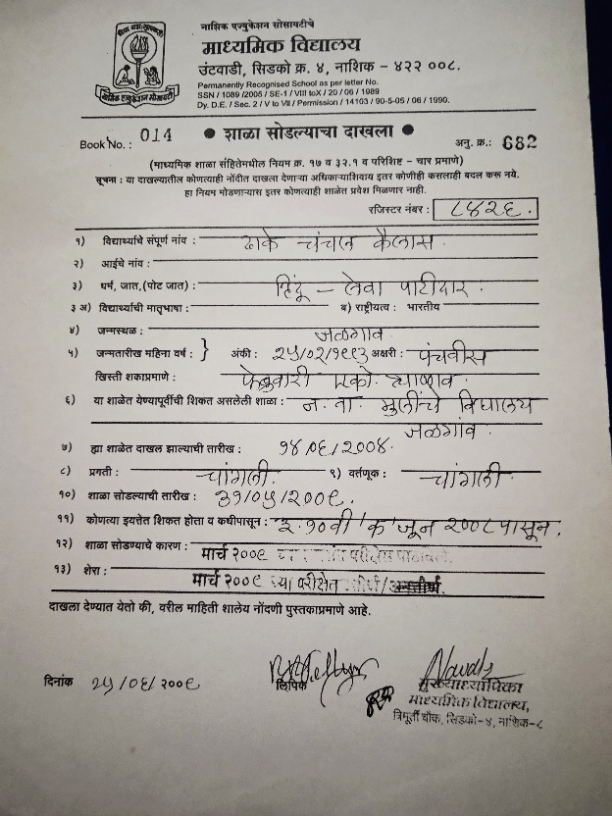 नाशिक एज्युकेशन सोसायटीचे
माध्यमिक विद्यालय
उंटवाडी, सिडको क्र. ४, नाशिक – ४२२ ००८.
Permanently Recognised School as per letter No.
SSN / 1089 /2005 / SE-1 / VIII toX / 20 / 06 / 1989
Dy. D.E. / Sec. 2 / V to VII / Permission / 14103 / 90-5-05 / 06 / 1990.
नाशिक एज्युकेशन सोसायटी
Book No. : 014 • शाळा सोडल्याचा दाखला • अनु. क्र.: 682
(माध्यमिक शाळा संहितेमधील नियम क्र. १७ व ३२.१ व परिशिष्ट - चार प्रमाणे)
सूचना : या दाखल्यातील कोणत्याही नोंदीत दाखला देणाऱ्या अधिकाऱ्याशिवाय इतर कोणीही कसलाही बदल करू नये.
हा नियम मोडणाऱ्यास इतर कोणत्याही शाळेत प्रवेश मिळणार नाही.
रजिस्टर नंबर : ८४२६.
१) विद्यार्थ्याचे संपूर्ण नांव : ढाके चंचल कैलास.
२) आईचे नांव :
३) धर्म, जात,(पोट जात) : हिंदू – लेवा पाटीदार.
३ अ) विद्यार्थ्याची मातृभाषा : ब) राष्ट्रीयत्व : भारतीय
४) जन्मस्थळ : जळगाव
५) जन्मतारीख महिना वर्ष : } अंकी : २५/०२/१९९३ अक्षरी : पंचवीस
ख्रिस्ती शकाप्रमाणे : फेब्रुवारी एको. त्र्याण्णव.
६) या शाळेत येण्यापूर्वीची शिकत असलेली शाळा : न. ता. मुलींचे विद्यालय
जळगांव.
७) ह्या शाळेत दाखल झाल्याची तारीख : १४/०६/२००४.
८) प्रगती : चांगली. ९) वर्तणूक : चांगली.
१०) शाळा सोडल्याची तारीख : ३१/०५/२००९.
११) कोणत्या इयत्तेत शिकत होता व कधीपासून : इ. १० वी 'क' जून २००८ पासून.
१२) शाळा सोडण्याचे कारण : मार्च २००९ परीक्षेस
१३) शेरा : मार्च २००९ च्या परीक्षेत / अनुत्तीर्ण.
दाखला देण्यात येतो की, वरील माहिती शालेय नोंदणी पुस्तकाप्रमाणे आहे.
दिनांक २५/०६/२००९ लिपिक मुख्याध्यापिका
माध्यमिक विद्यालय,
त्रिमूर्ती चौक, सिडको-४, नाशिक-८